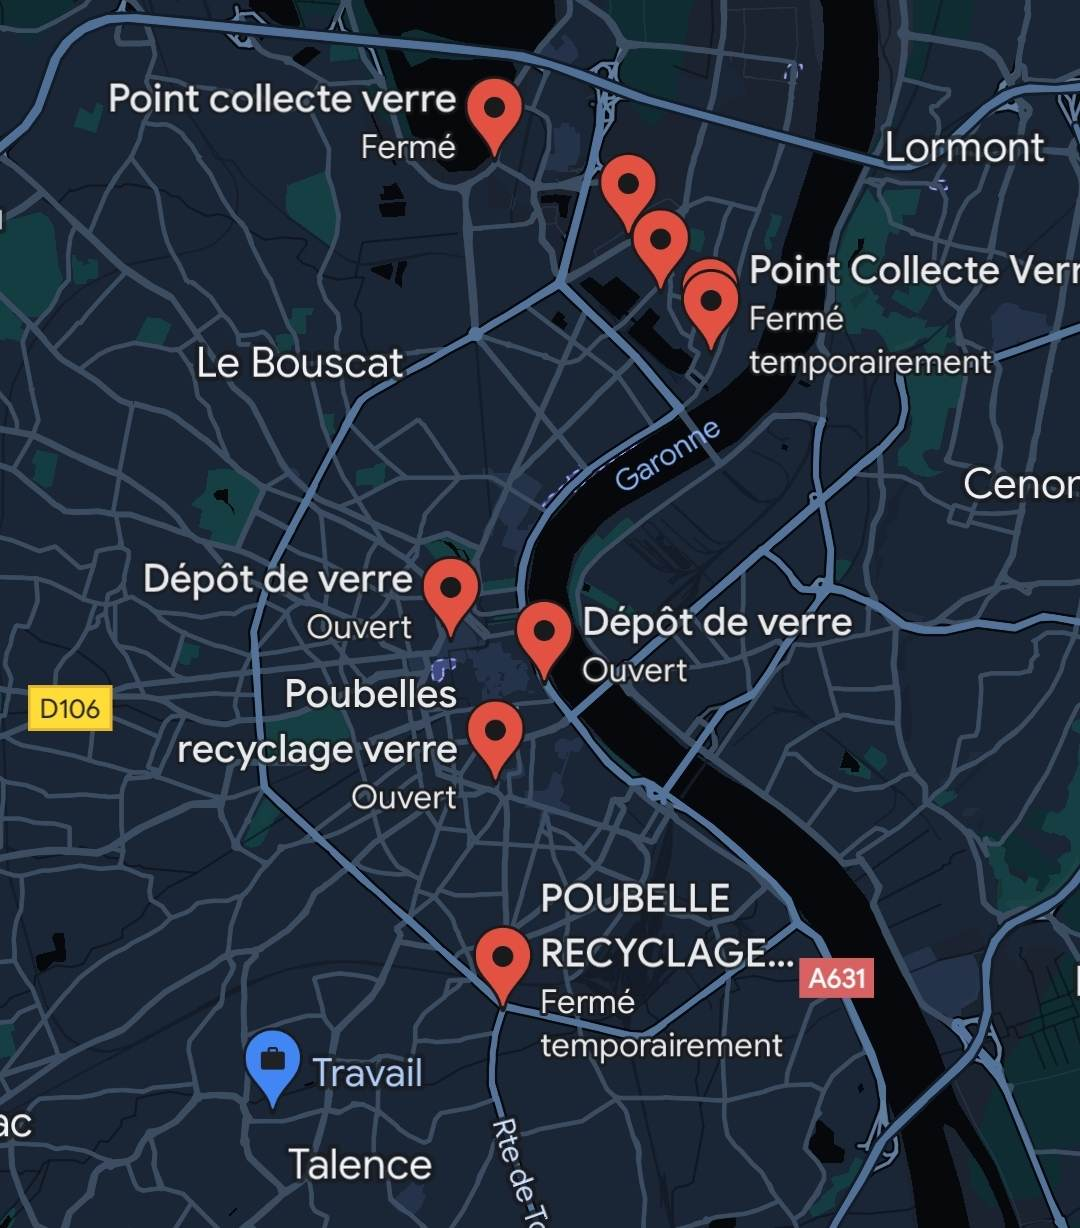 Point collecte verre
Fermé
Lormont
Point Collecte Verr
Fermé
temporairement
Le Bouscat
Garonne
Cenon
Dépôt de verre
Ouvert
Dépôt de verre
Ouvert
D106
Poubelles
recyclage verre
Ouvert
POUBELLE
RECYCLAGE...
Fermé
temporairement
A631
Travail
ac
Talence
Rte de To